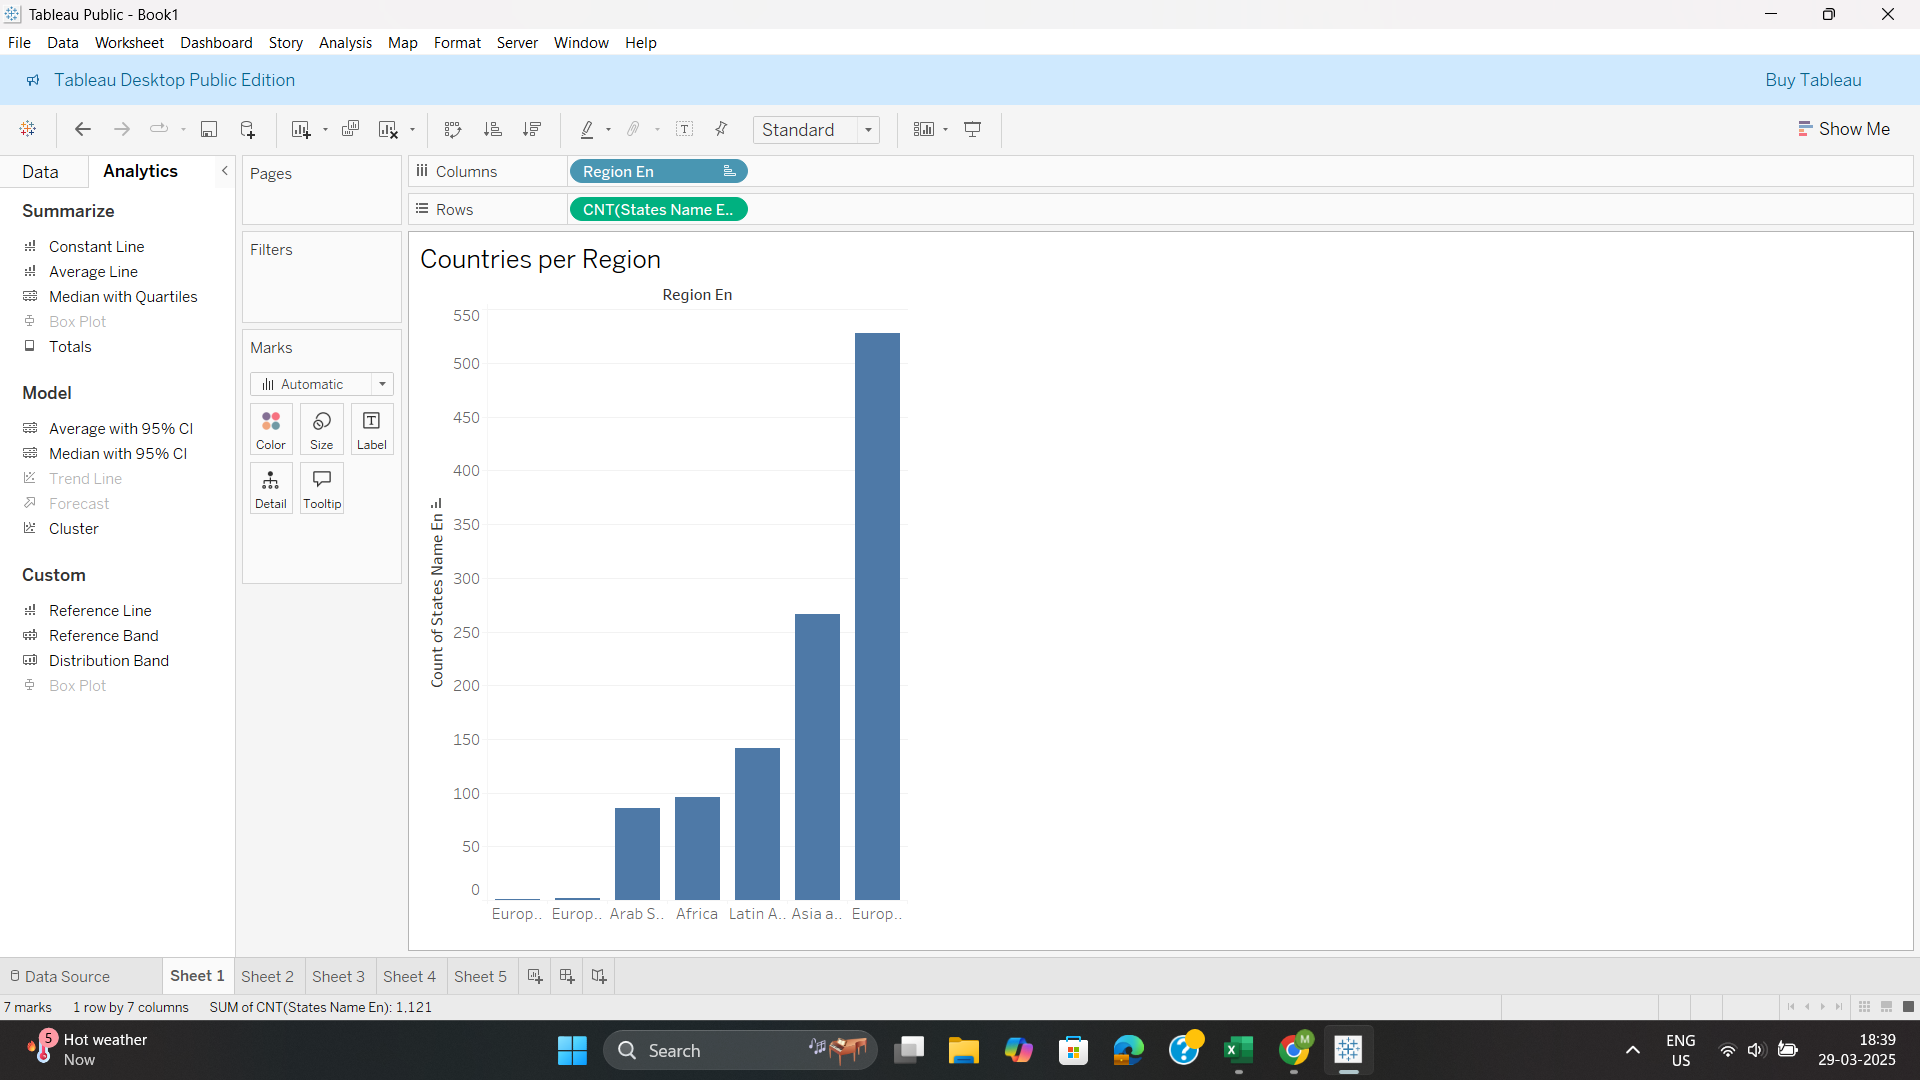 Tableau Public - Book1
File Data Worksheet Dashboard Story Analysis Map Format Server Window Help
Tableau Desktop Public Edition
Buy Tableau
Standard
Show Me
Data
Analytics
Summarize
Constant Line
Average Line
Median with Quartiles
Box Plot
Totals
Model
Average with 95% CI
Median with 95% CI
Trend Line
Forecast
Cluster
Custom
Reference Line
Reference Band
Distribution Band
Box Plot
Pages
Filters
Marks
Automatic
Color
Size
Label
Detail
Tooltip
Columns
Region En
Rows
CNT(States Name E..
Countries per Region
Region En
550
500
450
400
350
300
250
200
150
100
50
0
Count of States Name En
Europ..
Europ..
Arab S..
Africa
Latin A..
Asia a..
Europ..
Data Source
Sheet 1
Sheet 2
Sheet 3
Sheet 4
Sheet 5
7 marks
1 row by 7 columns
SUM of CNT(States Name En): 1,121
5
Hot weather
Now
Search
M
ENG
US
18:39
29-03-2025